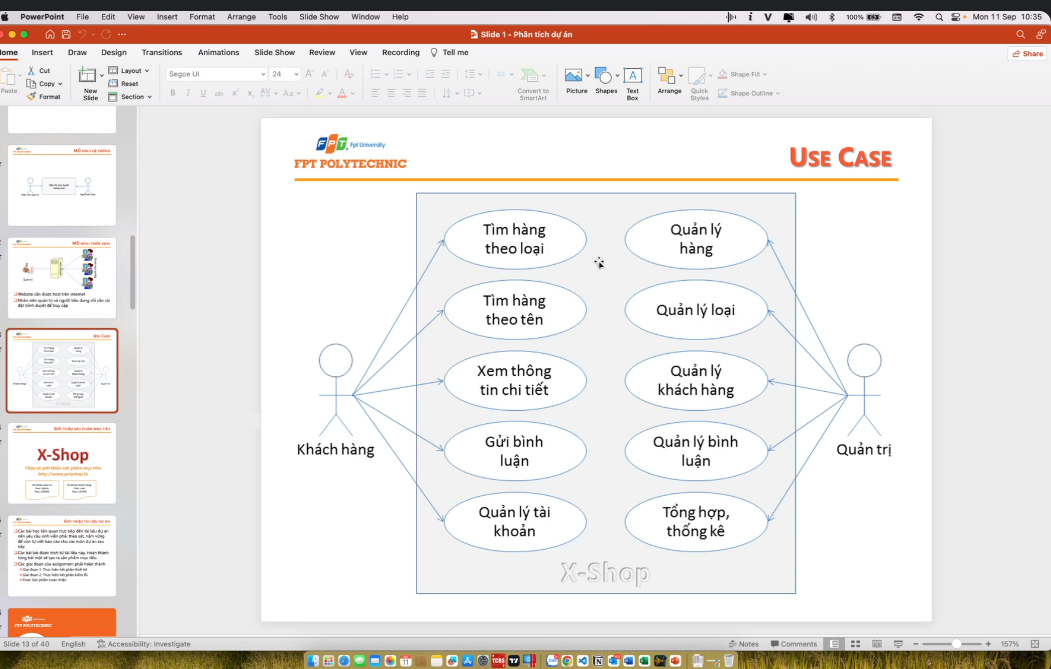 PowerPoint File Edit View Insert Format Arrange Tools Slide Show Window Help
100% Mon 11 Sep 10:35
Slide 1 - Phân tích dự án
Home Insert Draw Design Transitions Animations Slide Show Review View Recording Tell me
Share
Paste
Cut
Copy
Format
New Slide
Layout
Reset
Section
Segoe UI 24
Convert to SmartArt
Picture
Shapes
Text Box
Arrange
Quick Styles
Shape Fill
Shape Outline
FPT. Fpt University
FPT POLYTECHNIC
USE CASE
Tìm hàng
theo loại
Tìm hàng
theo tên
Xem thông
tin chi tiết
Gửi bình
luận
Quản lý tài
khoản
Quản lý
hàng
Quản lý loại
Quản lý
khách hàng
Quản lý bình
luận
Tổng hợp,
thống kê
Khách hàng
Quản trị
X-Shop
X-Shop
Slide 13 of 40 English Accessibility: Investigate
Notes Comments 157%